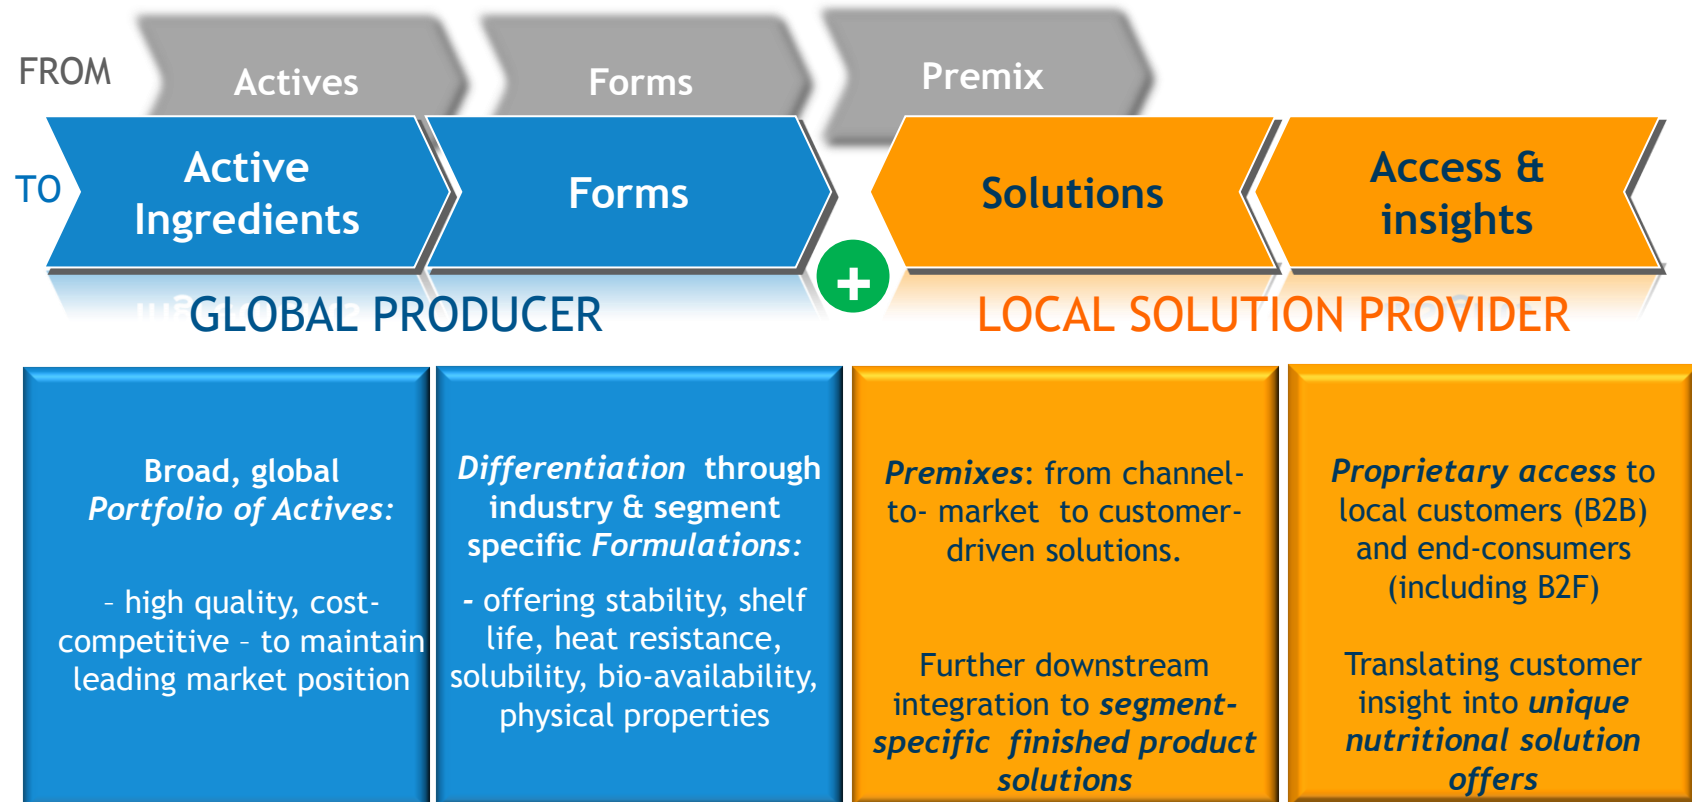 FROM
Actives
Forms
Premix
TO
Active
Ingredients
Forms
Solutions
Access &
insights
+
GLOBAL PRODUCER
LOCAL SOLUTION PROVIDER
Broad, global
Portfolio of Actives:
– high quality, cost-
competitive – to maintain
leading market position
Differentiation through
industry & segment
specific Formulations:
- offering stability, shelf
life, heat resistance,
solubility, bio-availability,
physical properties
Premixes: from channel-
to- market to customer-
driven solutions.
Further downstream
integration to segment-
specific finished product
solutions
Proprietary access to
local customers (B2B)
and end-consumers
(including B2F)
Translating customer
insight into unique
nutritional solution
offers